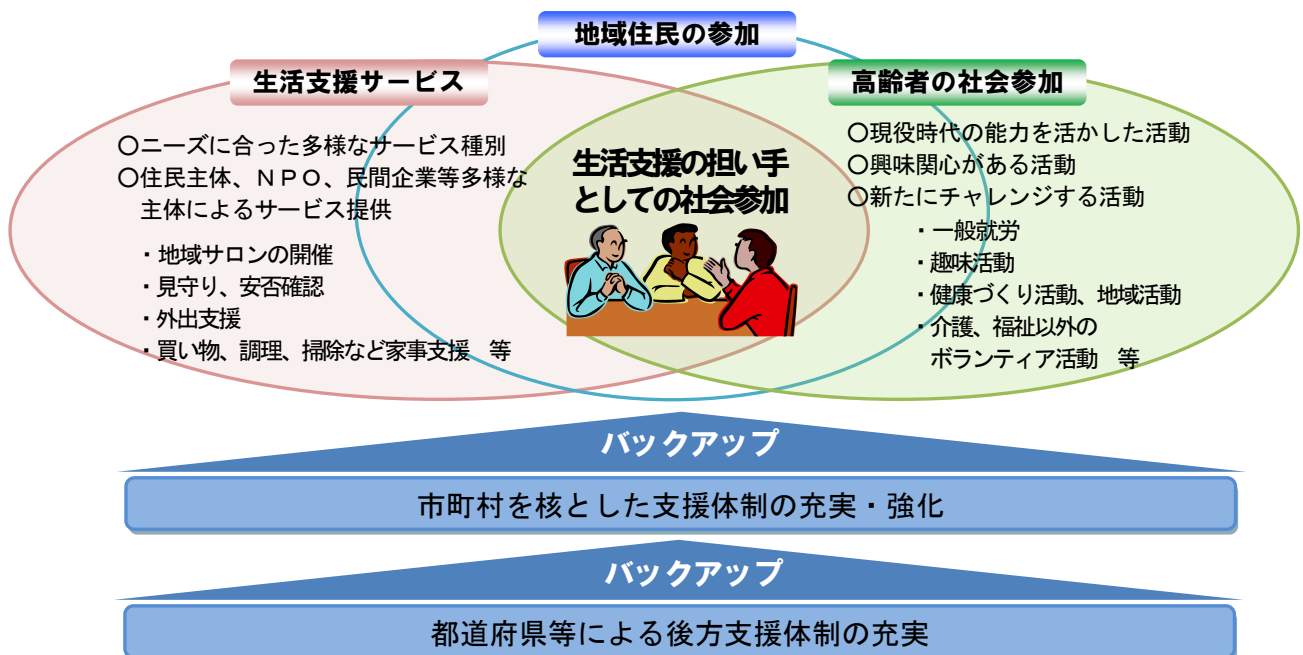 地域住民の参加
生活支援サービス
○ニーズに合った多様なサービス種別
○住民主体、ＮＰＯ、民間企業等多様な
主体によるサービス提供
・地域サロンの開催
・見守り、安否確認
・外出支援
・買い物、調理、掃除など家事支援　等
生活支援の担い手
としての社会参加
高齢者の社会参加
○現役時代の能力を活かした活動
○興味関心がある活動
○新たにチャレンジする活動
・一般就労
・趣味活動
・健康づくり活動、地域活動
・介護、福祉以外の
ボランティア活動　等
バックアップ
市町村を核とした支援体制の充実・強化
バックアップ
都道府県等による後方支援体制の充実